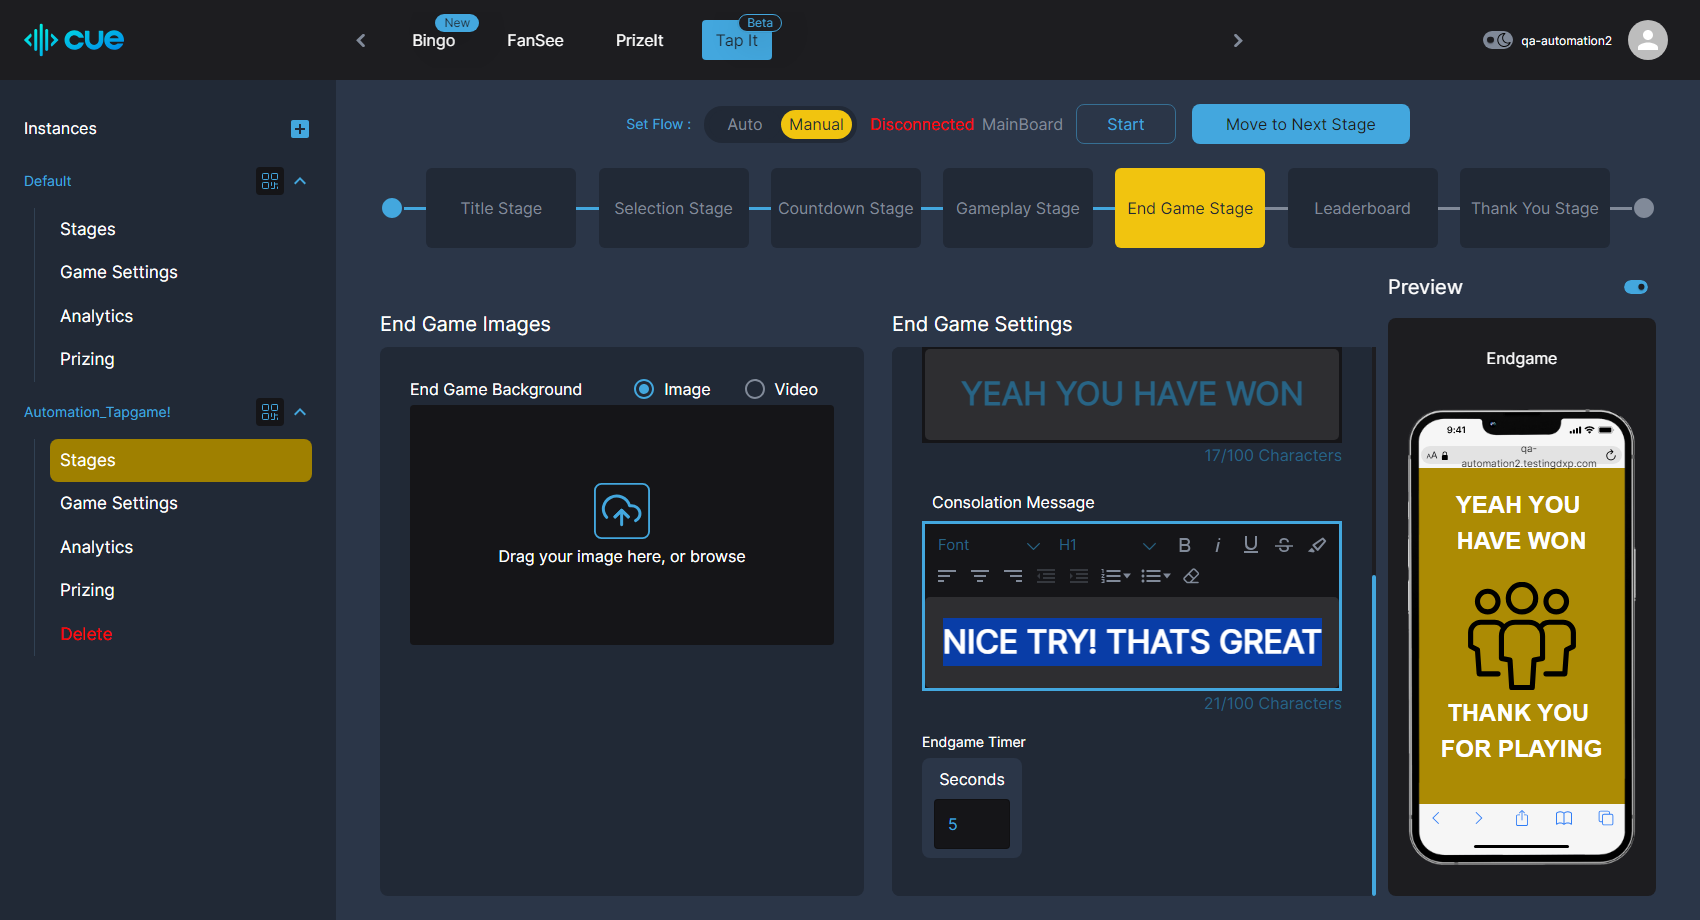 cue
Bingo
New
FanSee
PrizeIt
Tap It
Beta
qa-automation2
Instances
Default
Stages
Game Settings
Analytics
Prizing
Automation_Tapgame!
Stages
Game Settings
Analytics
Prizing
Delete
Set Flow :
Auto
Manual
Disconnected MainBoard
Start
Move to Next Stage
Title Stage
Selection Stage
Countdown Stage
Gameplay Stage
End Game Stage
Leaderboard
Thank You Stage
End Game Images
End Game Background
Image
Video
Drag your image here, or browse
End Game Settings
YEAH YOU HAVE WON
17/100 Characters
Consolation Message
Font
H1
B
i
U
S
NICE TRY! THATS GREAT
21/100 Characters
Endgame Timer
Seconds
5
Preview
Endgame
9:41
AA
qa-
automation2.testingdxp.com
YEAH YOU
HAVE WON
THANK YOU
FOR PLAYING